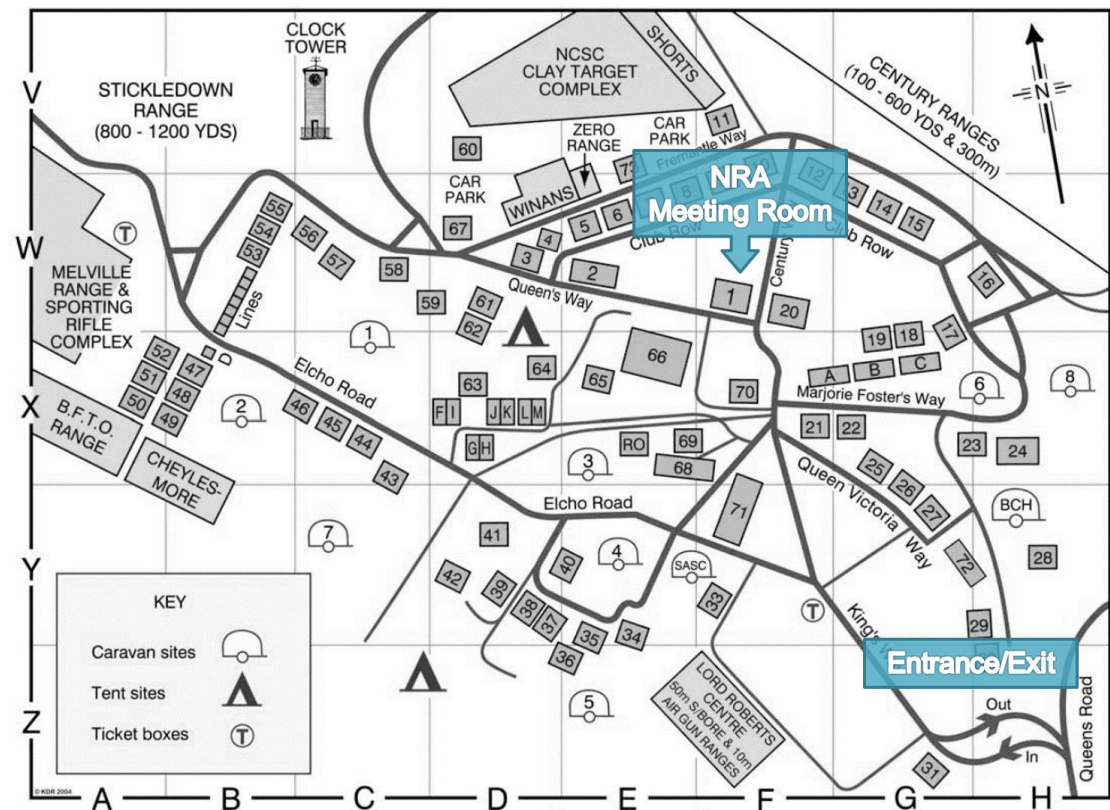 CLOCK
TOWER
NCSC
CLAY TARGET
COMPLEX
SHORTS
CENTURY RANGES
(100 - 600 YDS & 300m)
N
V
STICKLEDOWN
RANGE
(800 - 1200 YDS)
60
ZERO
RANGE
CAR
PARK
11
Fremantle Way
73
CAR
PARK
WINANS
NRA
Meeting Room
12
13
14
15
5
6
8
Club Row
Club Row
Century
W
T
MELVILLE
RANGE &
SPORTING
RIFLE
COMPLEX
55
54
53
56
57
58
67
4
3
2
1
20
16
Queen's Way
59
61
62
D Lines
1
66
19
18
17
A
B
C
52
51
50
47
48
49
2
Elcho Road
64
63
65
70
6
8
Marjorie Foster's Way
X
B.F.T.O.
RANGE
CHEYLES-
MORE
46
45
44
43
F I
J K
L M
G H
3
RO
69
68
21
22
23
24
25
26
27
Queen Victoria
Way
7
Elcho Road
71
BCH
28
Y
41
42
39
38
37
40
4
SASC
33
34
35
36
T
72
29
King's
KEY
Caravan sites
Tent sites
Ticket boxes
T
Entrance/Exit
5
LORD ROBERTS
CENTRE
50m S/BORE & 10m
AIR GUN RANGES
Z
Out
In
31
Queens Road
© KDR 2004
A
B
C
D
E
F
G
H